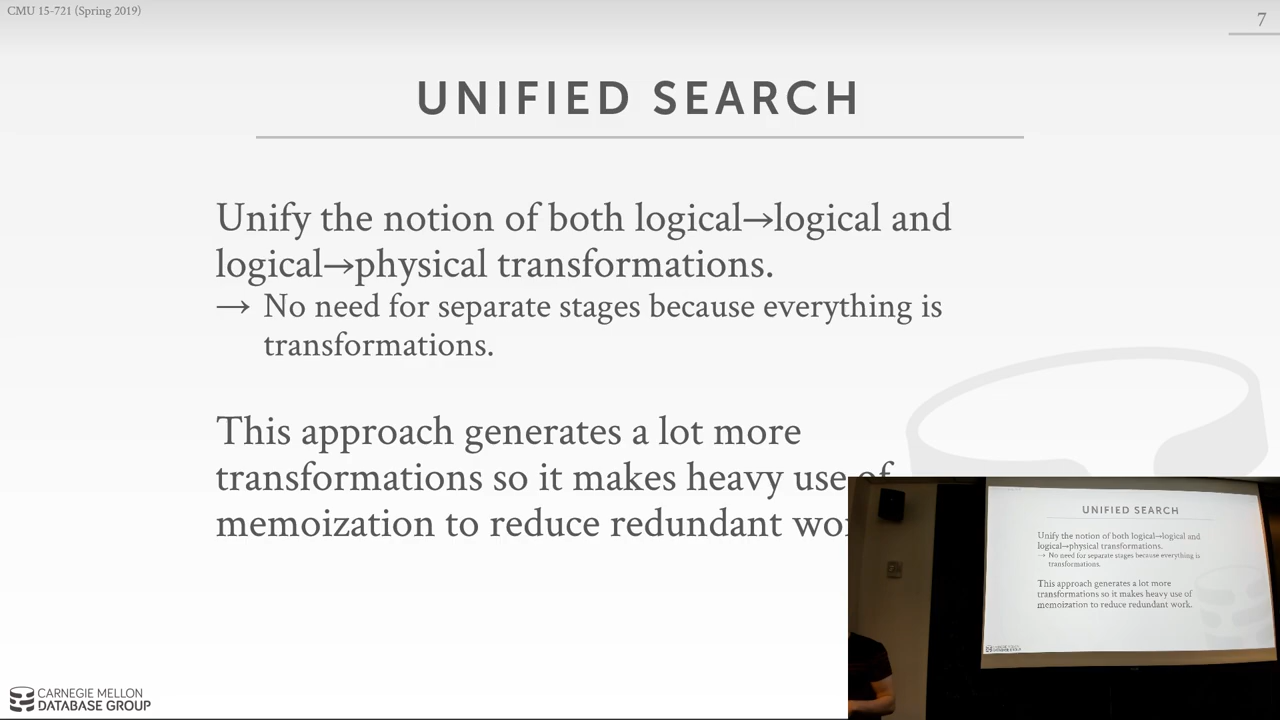 CMU 15-721 (Spring 2019)
7
UNIFIED SEARCH
Unify the notion of both logical→logical and
logical→physical transformations.
→ No need for separate stages because everything is
transformations.
This approach generates a lot more
transformations so it makes heavy use of
memoization to reduce redundant wor
CARNEGIE MELLON
DATABASE GROUP
UNIFIED SEARCH
Unify the notion of both logical→logical and
logical→physical transformations.
→ No need for separate stages because everything is
transformations.
This approach generates a lot more
transformations so it makes heavy use of
memoization to reduce redundant work.
DATABASE GROUP